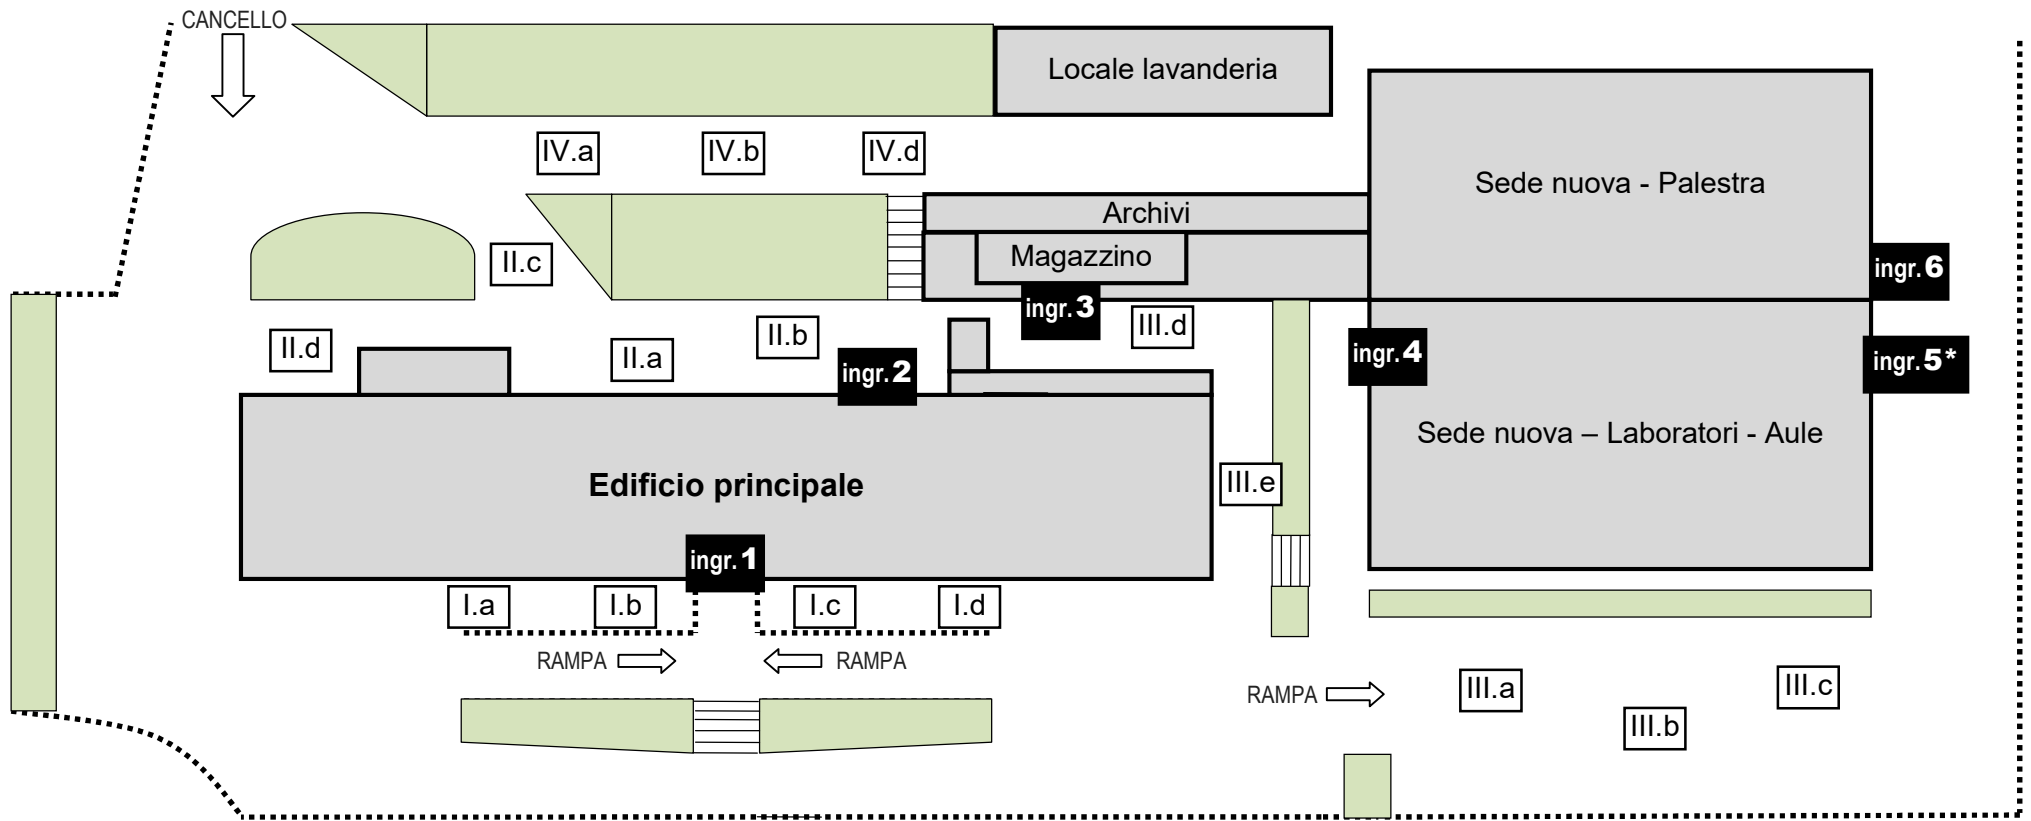 CANCELLO
Locale lavanderia
IV.a
IV.b
IV.d
Sede nuova - Palestra
Archivi
II.c
Magazzino
ingr.6
ingr.3
III.d
II.d
II.a
II.b
ingr.2
ingr.4
ingr.5*
Sede nuova – Laboratori - Aule
Edificio principale
III.e
ingr.1
I.a
I.b
I.c
I.d
RAMPA
RAMPA
RAMPA
III.a
III.b
III.c